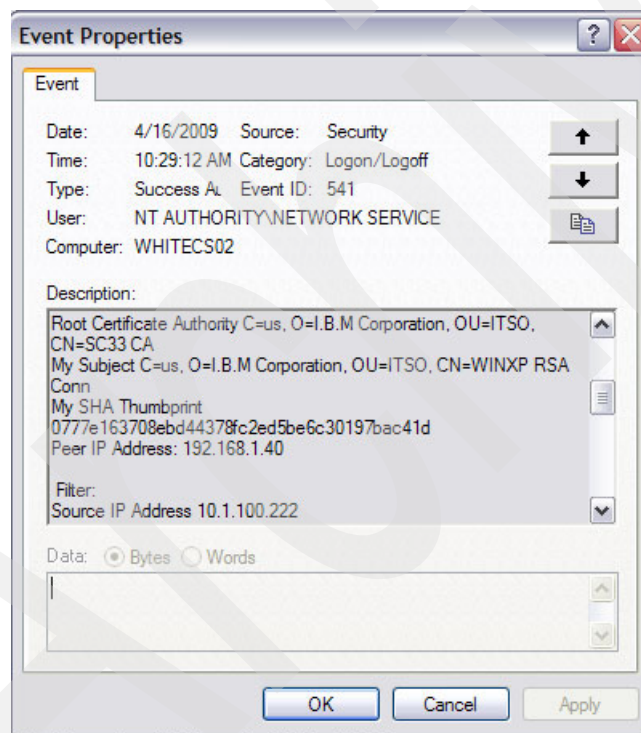 Event Properties
Event
Date: 4/16/2009 Source: Security
Time: 10:29:12 AM Category: Logon/Logoff
Type: Success Au Event ID: 541
User: NT AUTHORITY\NETWORK SERVICE
Computer: WHITECS02
Description:
Root Certificate Authority C=us, O=I.B.M Corporation, OU=ITSO,
CN=SC33 CA
My Subject C=us, O=I.B.M Corporation, OU=ITSO, CN=WINXP RSA
Conn
My SHA Thumbprint
0777e163708ebd44378fc2ed5be6c30197bac41d
Peer IP Address: 192.168.1.40
Filter:
Source IP Address 10.1.100.222
Data: Bytes Words
OK Cancel Apply